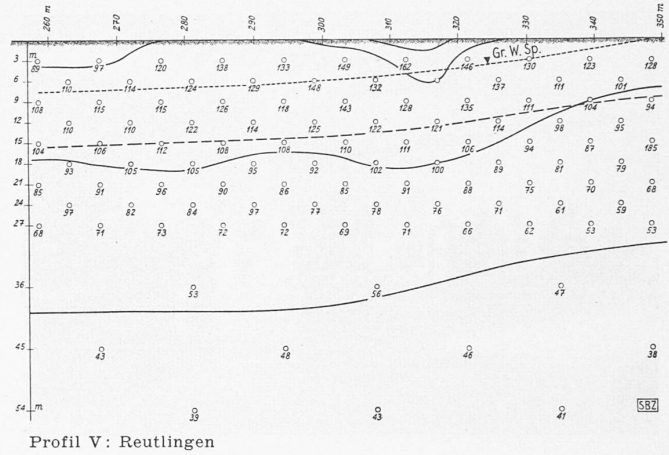 260 m 270 280 290 300 310 320 330 340 350 m
m
Gr. W. Sp.
3 89 97 120 138 133 149 162 146 130 123 128
6 110 114 124 129 148 132 137 111 101
9 108 115 115 126 118 113 128 135 111 104 94
12 110 110 122 114 125 122 121 114 98 95
15 104 106 112 108 108 110 111 106 94 87 185
18 93 105 105 95 92 102 100 89 81 79
21 85 91 96 90 86 85 91 88 75 70 68
24 97 82 84 97 77 78 76 71 61 59
27 68 71 73 72 72 69 71 66 62 53 53
36 53 56 47
45 43 48 46 38
54 m 39 43 41
SBZ
Profil V: Reutlingen